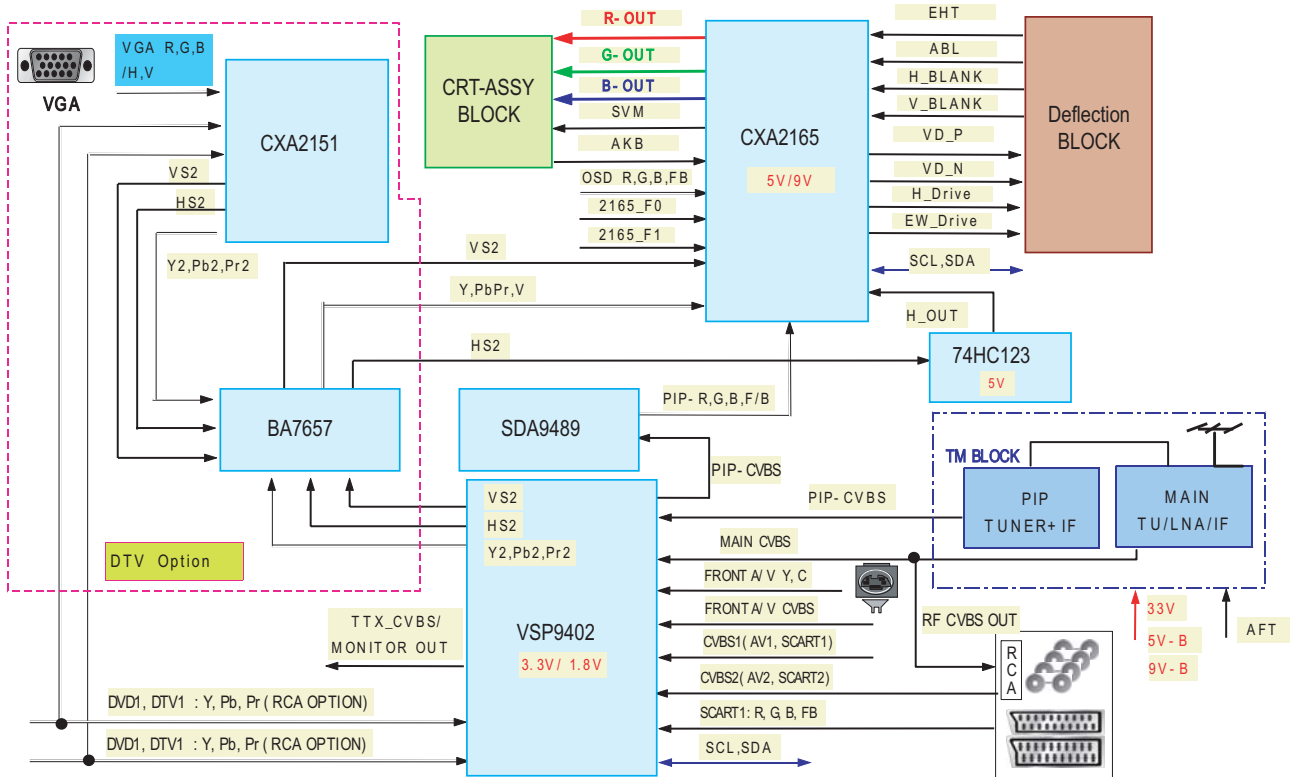 VGA R,G,B
/H,V
VGA
CXA2151
VS2
HS2
Y2,Pb2,Pr2
R- OUT
G- OUT
B- OUT
SVM
AKB
CRT-ASSY
BLOCK
OSD R,G,B,FB
2165_F0
2165_F1
CXA2165
5V/9V
EHT
ABL
H_BLANK
V_BLANK
VD_P
VD_N
H_Drive
EW_Drive
SCL,SDA
Deflection
BLOCK
VS2
Y,PbPr,V
HS2
H_OUT
74HC123
5V
BA7657
SDA9489
PIP- R,G,B,F/B
PIP- CVBS
TM BLOCK
PIP
TUNER+ IF
MAIN
TU/LNA/IF
VS2
HS2
Y2,Pb2,Pr2
PIP- CVBS
MAIN CVBS
FRONT A/ V Y, C
FRONT A/ V CVBS
CVBS1( AV1, SCART1)
CVBS2( AV2, SCART2)
SCART1: R, G, B, FB
SCL,SDA
DTV Option
TTX_CVBS/
MONITOR OUT
VSP9402
3.3V/ 1.8V
RF CVBS OUT
33V
5V - B
9V - B
AFT
RCA
DVD1, DTV1 : Y, Pb, Pr ( RCA OPTION)
DVD1, DTV1 : Y, Pb, Pr ( RCA OPTION)